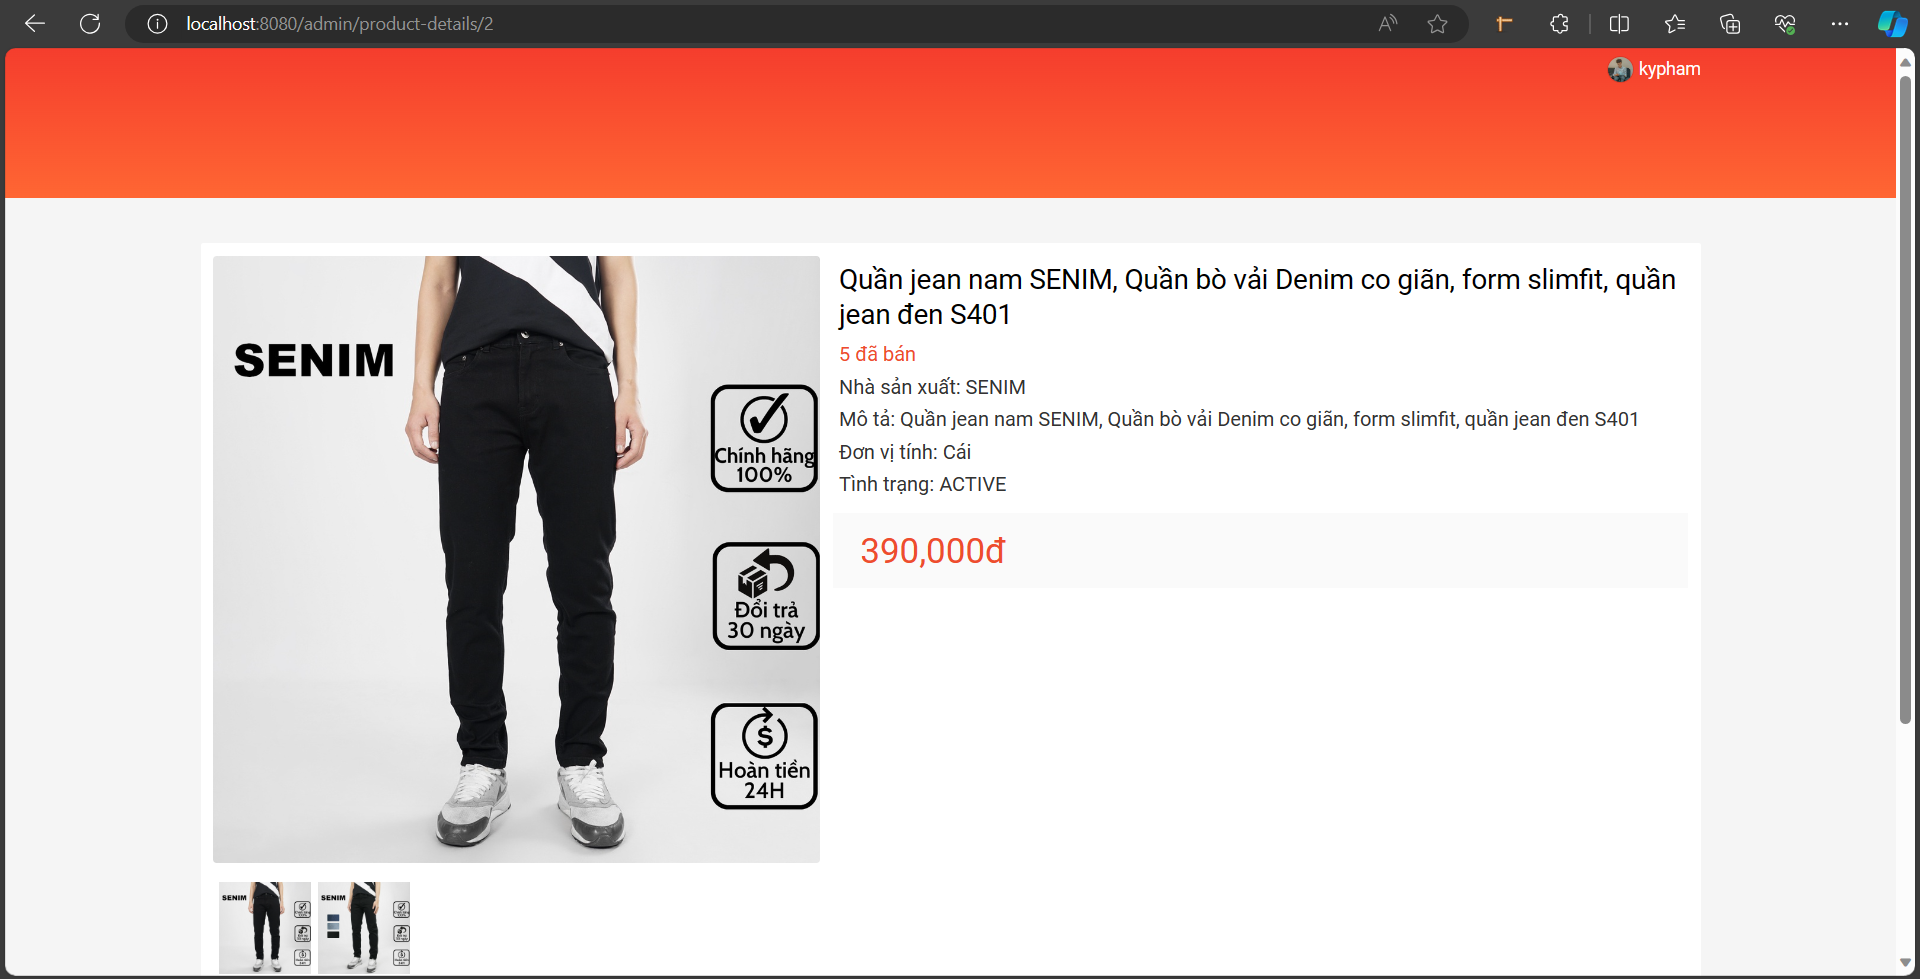 localhost:8080/admin/product-details/2
kypham
SENIM
Chính hãng
100%
Đổi trả
30 ngày
Hoàn tiền
24H
Quần jean nam SENIM, Quần bò vải Denim co giãn, form slimfit, quần
jean đen S401
5 đã bán
Nhà sản xuất: SENIM
Mô tả: Quần jean nam SENIM, Quần bò vải Denim co giãn, form slimfit, quần jean đen S401
Đơn vị tính: Cái
Tình trạng: ACTIVE
390,000đ
SENIM
SENIM